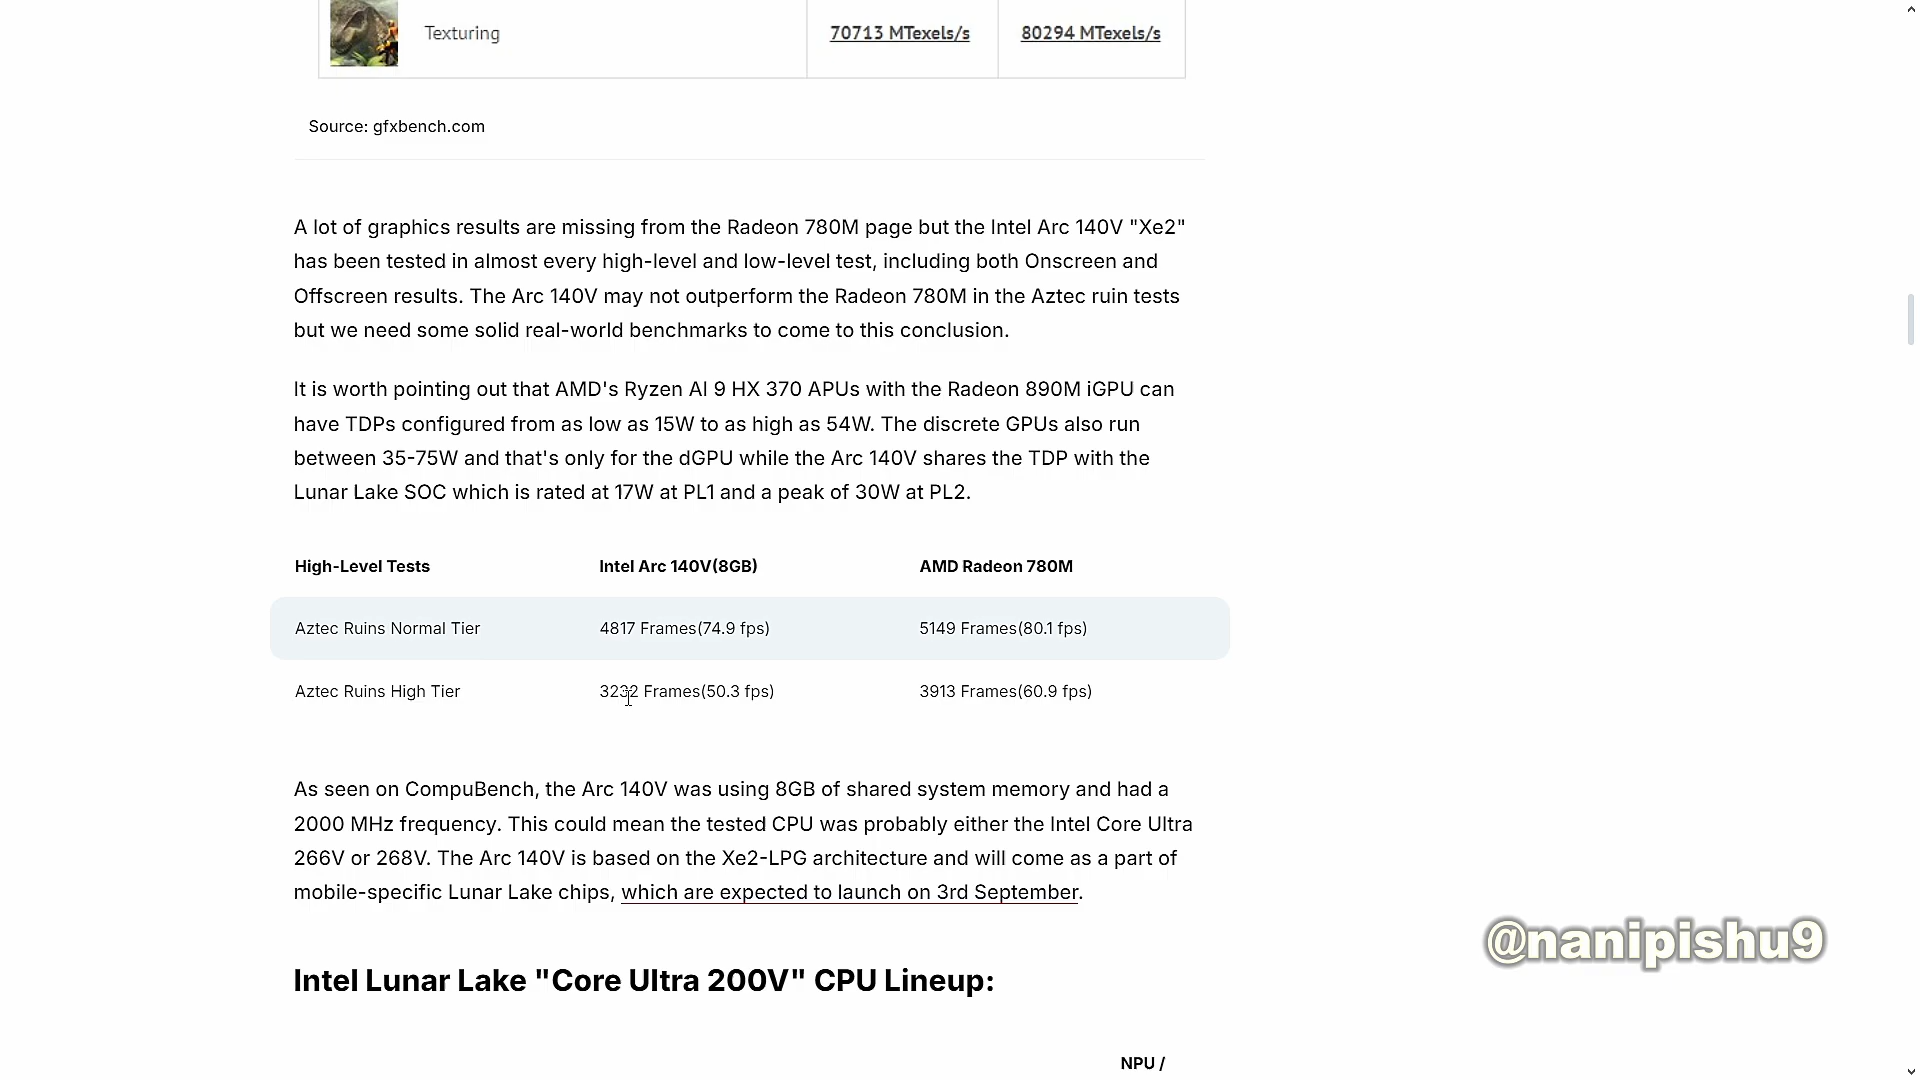 Texturing 70713 MTexels/s 80294 MTexels/s
Source: gfxbench.com
A lot of graphics results are missing from the Radeon 780M page but the Intel Arc 140V "Xe2"
has been tested in almost every high-level and low-level test, including both Onscreen and
Offscreen results. The Arc 140V may not outperform the Radeon 780M in the Aztec ruin tests
but we need some solid real-world benchmarks to come to this conclusion.
It is worth pointing out that AMD's Ryzen AI 9 HX 370 APUs with the Radeon 890M iGPU can
have TDPs configured from as low as 15W to as high as 54W. The discrete GPUs also run
between 35-75W and that's only for the dGPU while the Arc 140V shares the TDP with the
Lunar Lake SOC which is rated at 17W at PL1 and a peak of 30W at PL2.
High-Level Tests Intel Arc 140V(8GB) AMD Radeon 780M
Aztec Ruins Normal Tier 4817 Frames(74.9 fps) 5149 Frames(80.1 fps)
Aztec Ruins High Tier 3232 Frames(50.3 fps) 3913 Frames(60.9 fps)
As seen on CompuBench, the Arc 140V was using 8GB of shared system memory and had a
2000 MHz frequency. This could mean the tested CPU was probably either the Intel Core Ultra
266V or 268V. The Arc 140V is based on the Xe2-LPG architecture and will come as a part of
mobile-specific Lunar Lake chips, which are expected to launch on 3rd September.
@nanipishu9
Intel Lunar Lake "Core Ultra 200V" CPU Lineup:
NPU /